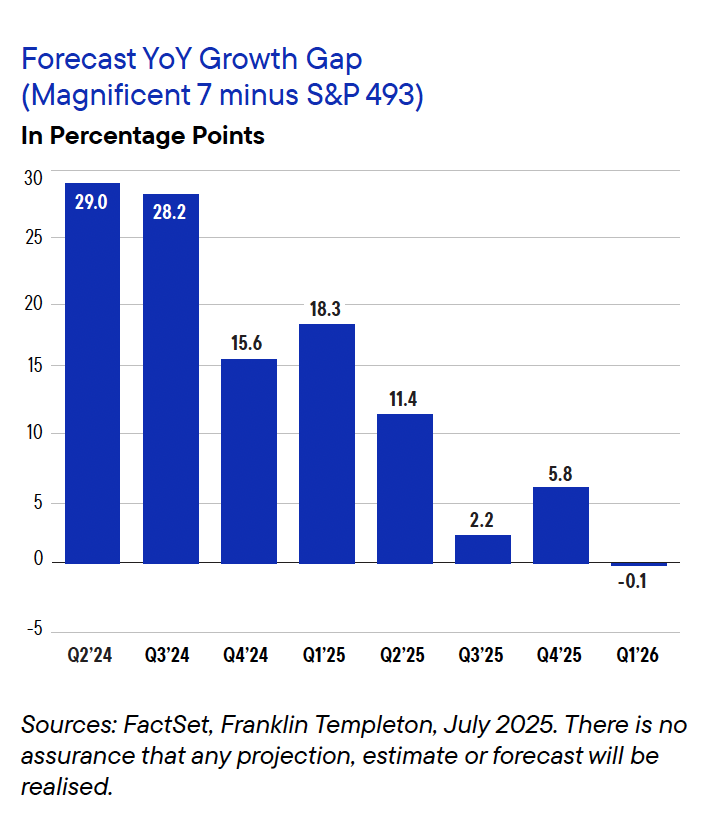 Forecast YoY Growth Gap
(Magnificent 7 minus S&P 493)
In Percentage Points
30
25
20
15
10
5
0
-5
29.0
28.2
15.6
18.3
11.4
2.2
5.8
-0.1
Q2’24 Q3’24 Q4’24 Q1’25 Q2’25 Q3’25 Q4’25 Q1’26
Sources: FactSet, Franklin Templeton, July 2025. There is no
assurance that any projection, estimate or forecast will be
realised.